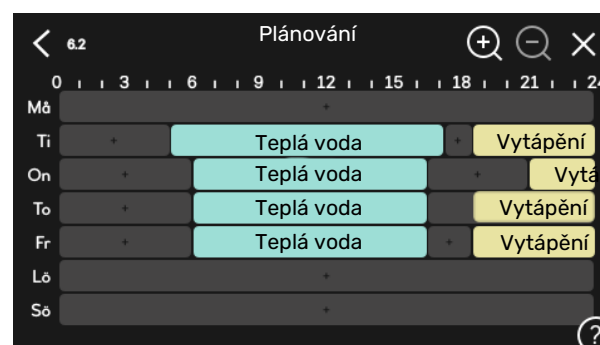 6.2 Plánování
0 3 6 9 12 15 18 21 24
Må
Ti Teplá voda Vytápění
On Teplá voda Vytá
To Teplá voda Vytápění
Fr Teplá voda Vytápění
Lö
Sö
?